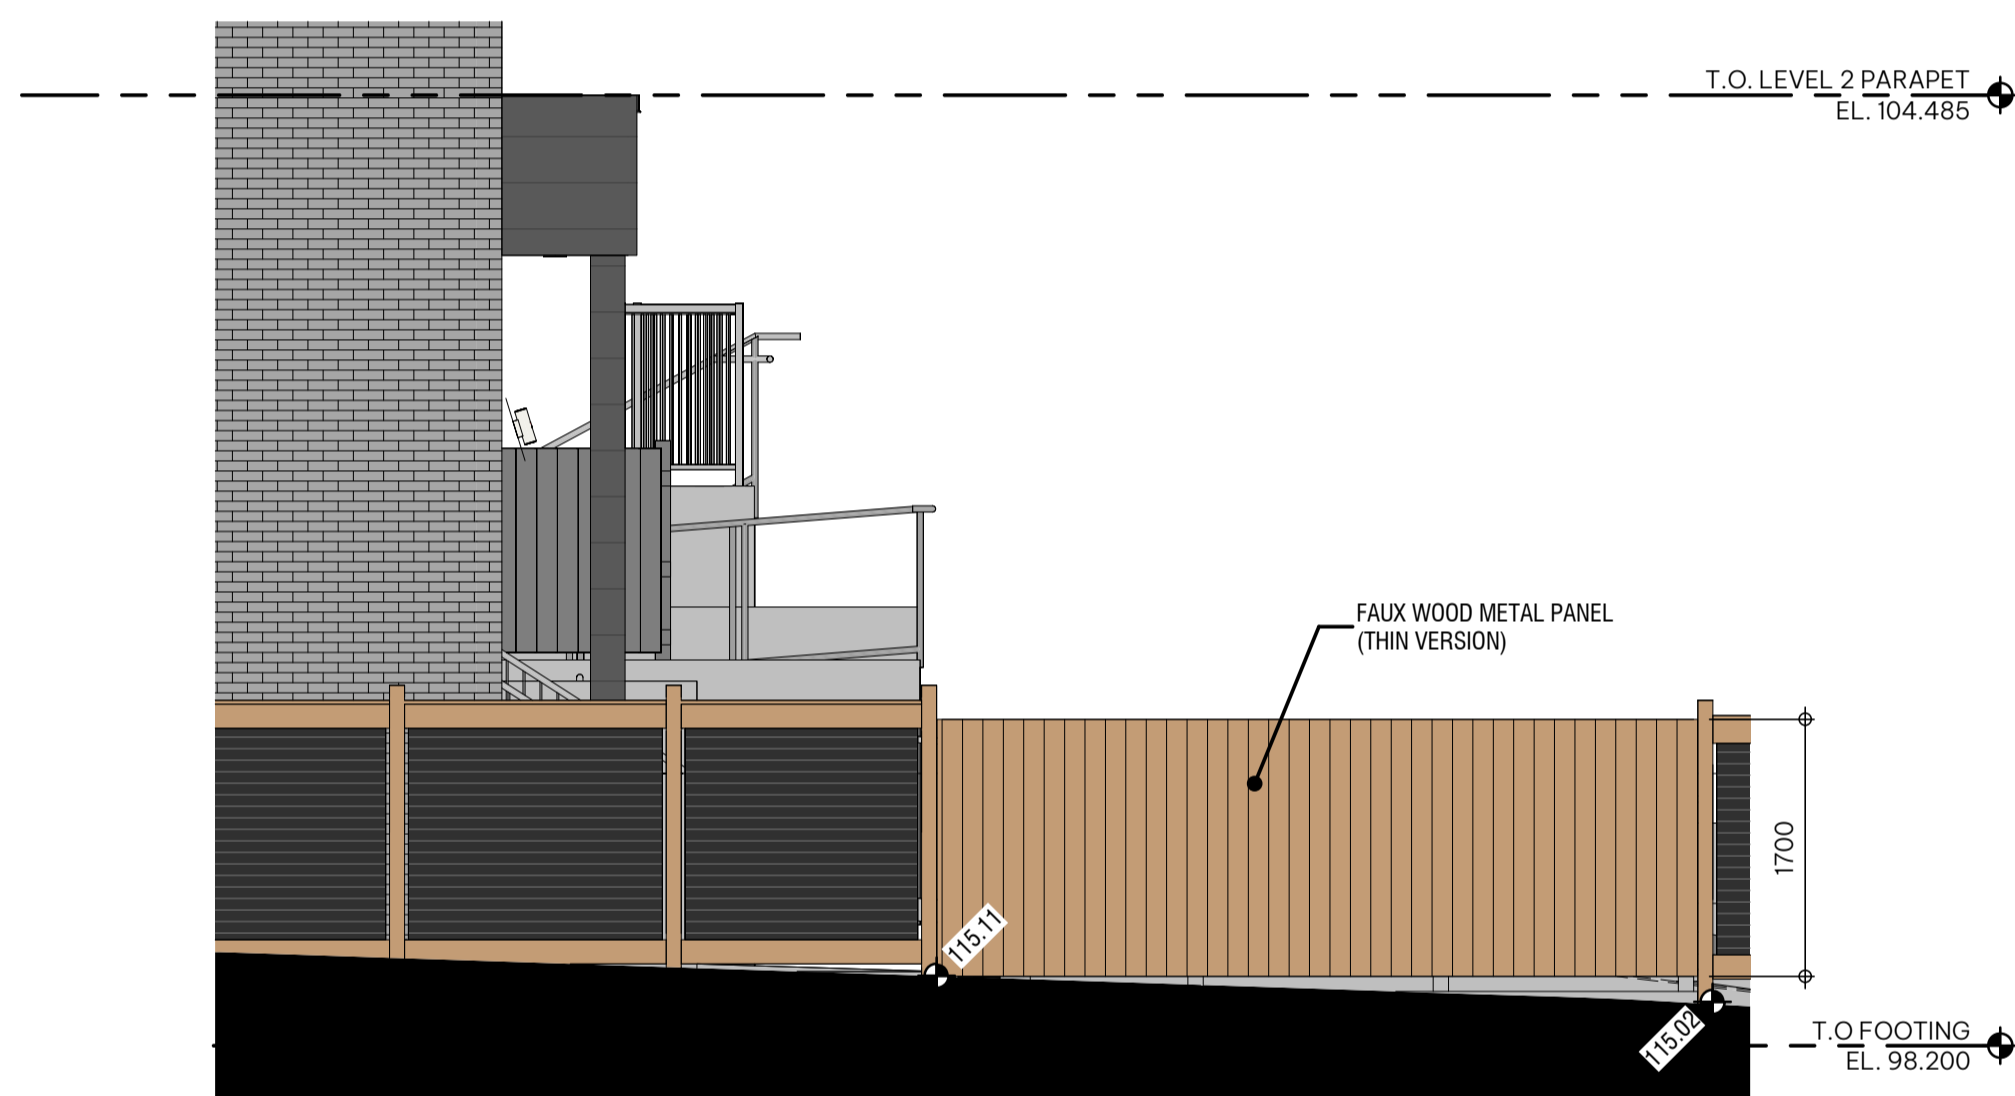 T.O. LEVEL 2 PARAPET
EL. 104.485
FAUX WOOD METAL PANEL
(THIN VERSION)
1700
115.11
115.02
T.O FOOTING
EL. 98.200